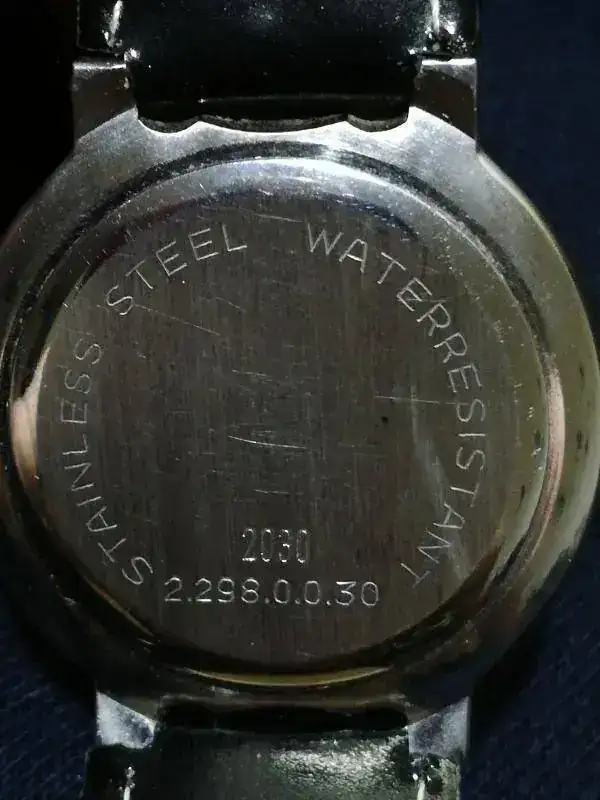 STAINLESS STEEL WATERRESISTANT
2030
2.298.0.0.30